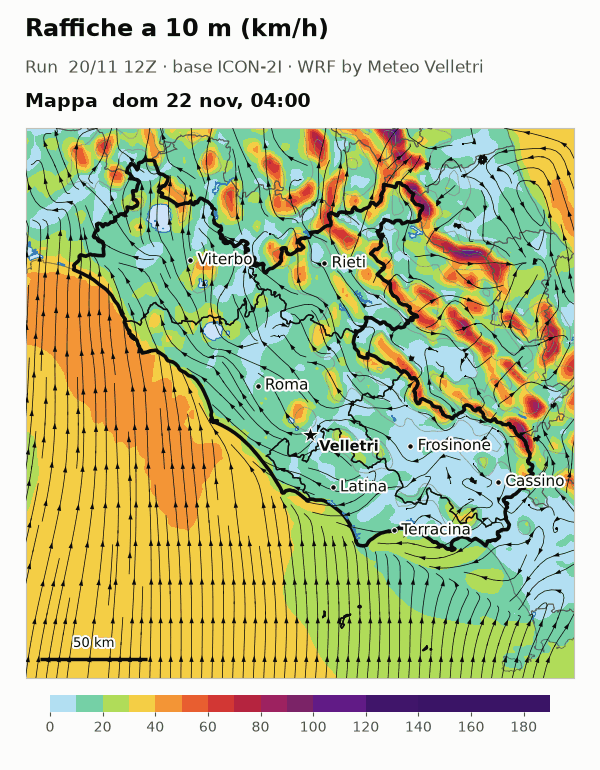 Raffiche a 10 m (km/h)
Run  20/11 12Z · base ICON-2I · WRF by Meteo Velletri
Mappa  dom 22 nov, 04:00
Viterbo
Rieti
Roma
Velletri
Frosinone
Latina
Cassino
Terracina
50 km
0 20 40 60 80 100 120 140 160 180